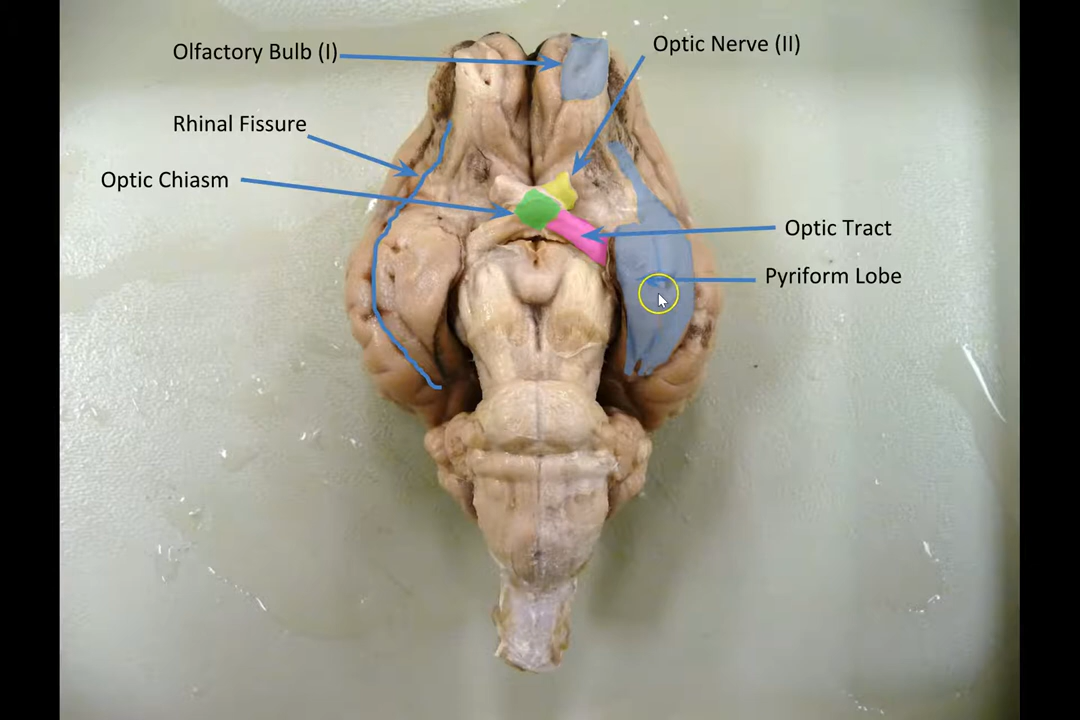 Olfactory Bulb (I)
Optic Nerve (II)
Rhinal Fissure
Optic Chiasm
Optic Tract
Pyriform Lobe